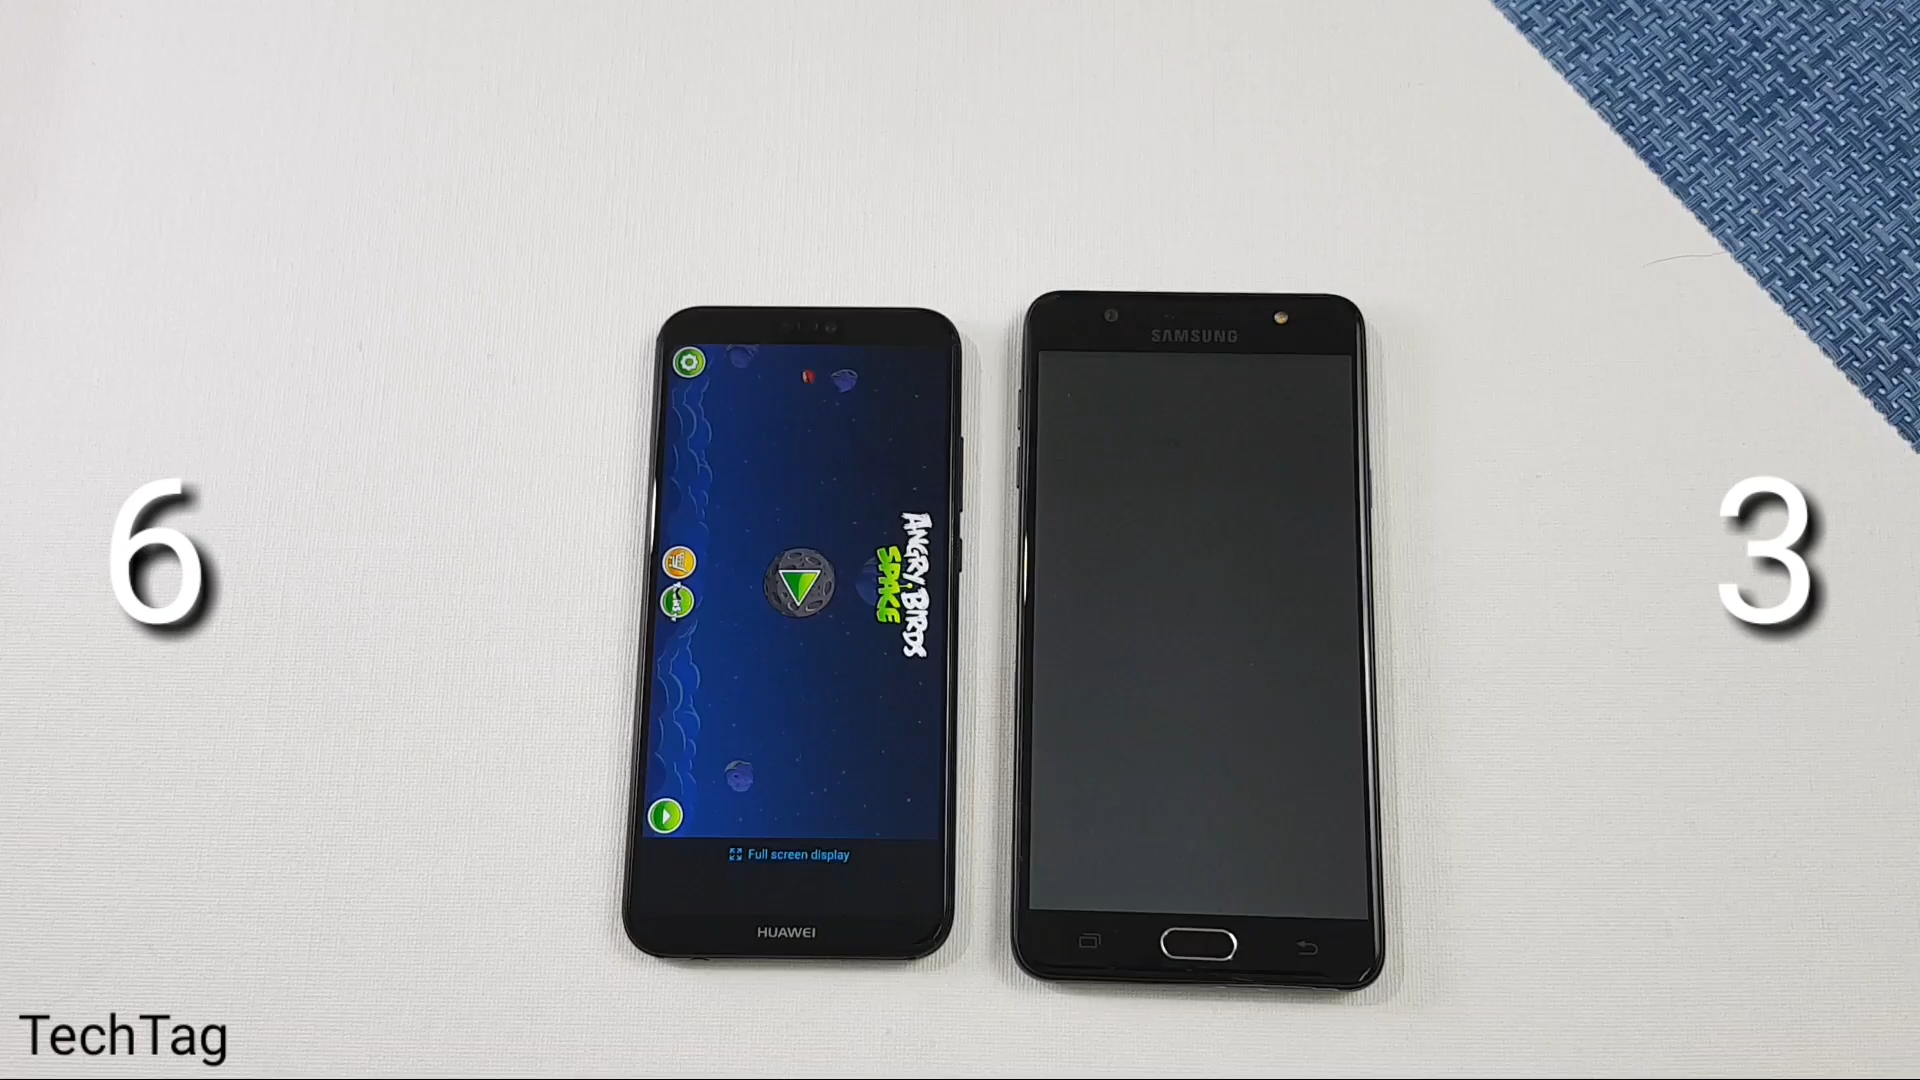 SAMSUNG
6
3
ANGRY BIRDS
SPACE
Full screen display
HUAWEI
TechTag